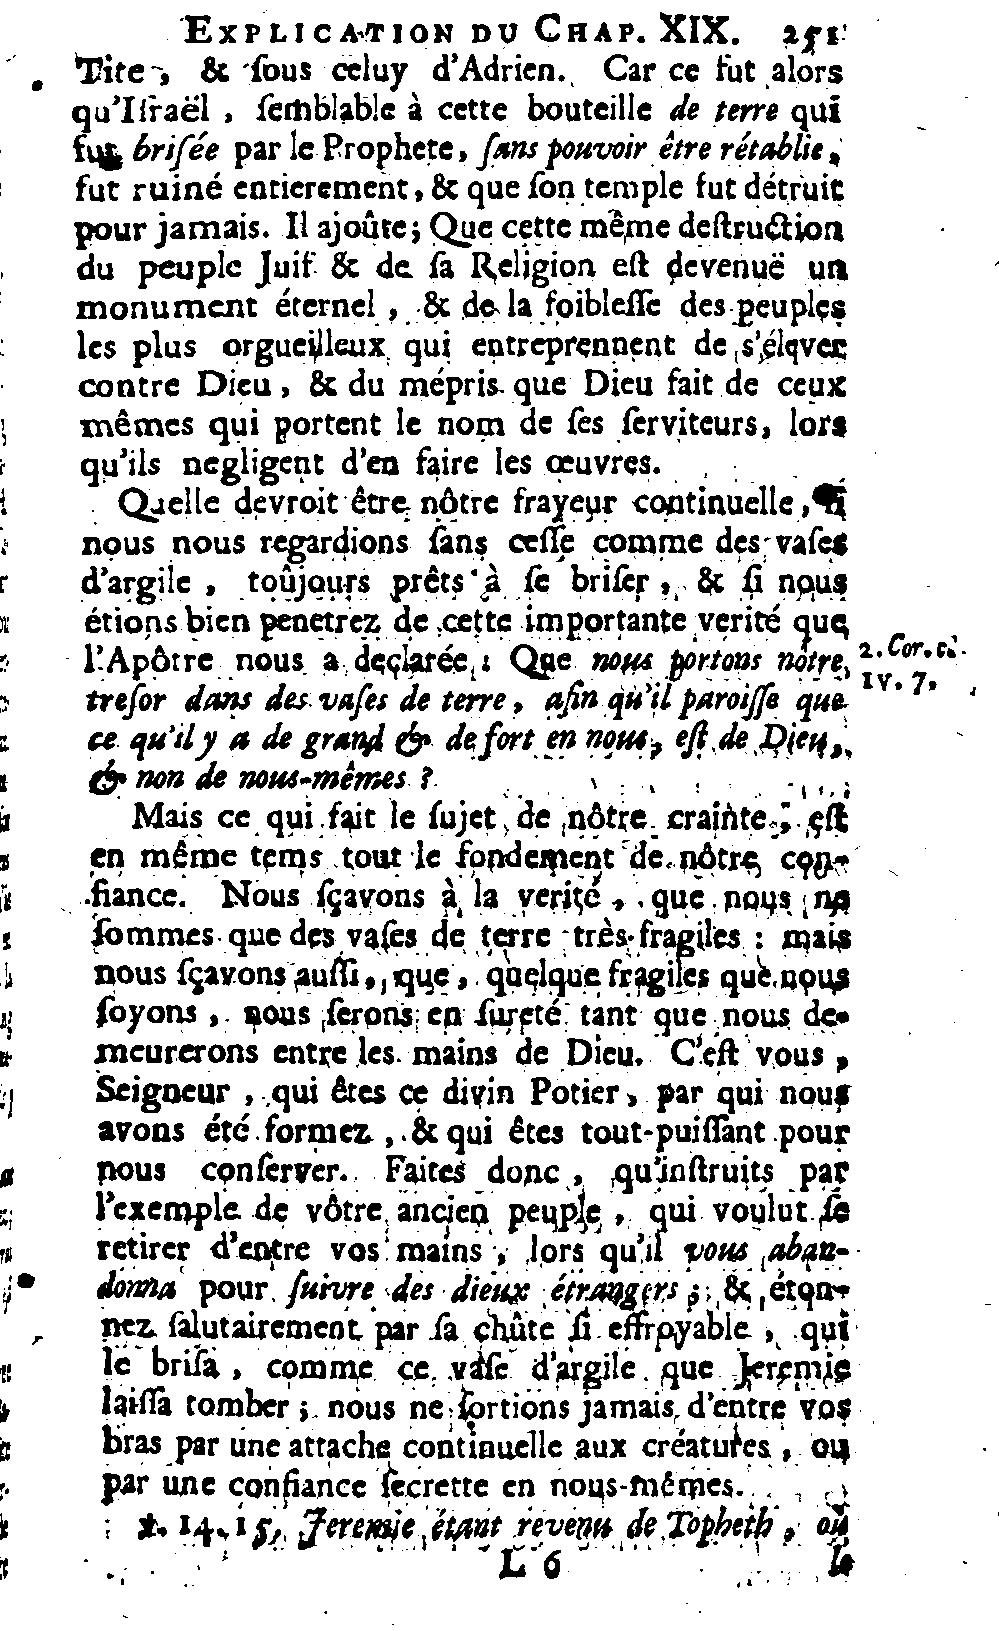 EXPLICATION DU CHAP. XIX. 251
Tite, & ſous celuy d'Adrien. Car ce fut alors
qu'Iſraël, ſemblable à cette bouteille de terre qui
fut briſée par le Prophete, ſans pouvoir être rétablie,
fut ruiné entierement, & que ſon temple fut détruit
pour jamais. Il ajoûte; Que cette même deſtruction
du peuple Juif & de ſa Religion eſt devenuë un
monument éternel, & de la foibleſſe des peuples
les plus orgueilleux qui entreprennent de s'élever
contre Dieu, & du mépris que Dieu fait de ceux
mêmes qui portent le nom de ſes ſerviteurs, lors
qu'ils negligent d'en faire les œuvres.
Quelle devroit être nôtre frayeur continuelle, ſi
nous nous regardions ſans ceſſe comme des vaſes
d'argile, toûjours prêts à ſe briſer, & ſi nous
étions bien penetrez de cette importante verité que
l'Apôtre nous a declarée: Que nous portons nôtre
2. Cor. c.
treſor dans des vaſes de terre, afin qu'il paroiſſe que
IV. 7.
ce qu'il y a de grand & de fort en nous, eſt de Dieu,
& non de nous-mêmes?
Mais ce qui fait le ſujet de nôtre crainte, eſt
en même tems tout le fondement de nôtre con-
fiance. Nous ſçavons à la verité, que nous ne
ſommes que des vaſes de terre très-fragiles: mais
nous ſçavons auſſi, que, quelque fragiles que nous
ſoyons, nous ſerons en ſureté tant que nous de-
meurerons entre les mains de Dieu. C'eſt vous,
Seigneur, qui êtes ce divin Potier, par qui nous
avons été formez, & qui êtes tout-puiſſant pour
nous conſerver. Faites donc, qu'inſtruits par
l'exemple de vôtre ancien peuple, qui voulut ſe
retirer d'entre vos mains, lors qu'il vous aban-
donna pour ſuivre des dieux étrangers; & éton-
nez ſalutairement par ſa chûte ſi effroyable, qui
le briſa, comme ce vaſe d'argile que Jeremie
laiſſa tomber; nous ne ſortions jamais d'entre vos
bras par une attache continuelle aux créatures, ou
par une confiance ſecrette en nous-mêmes.
℣. 14. 15, Jeremie étant revenu de Topheth, où
L 6 le